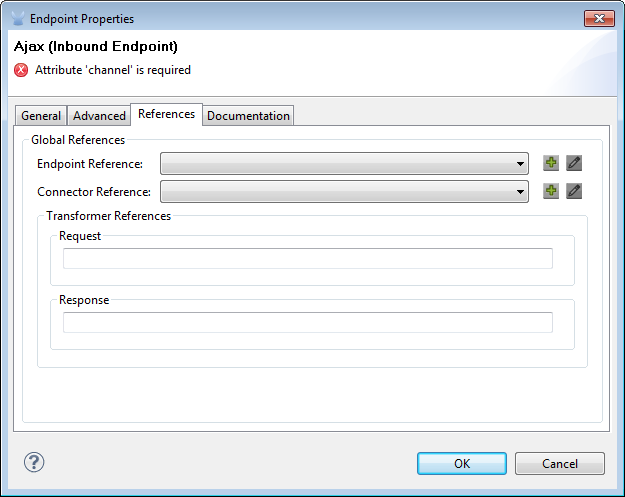 Endpoint Properties
Ajax (Inbound Endpoint)
Attribute 'channel' is required
General Advanced References Documentation
Global References
Endpoint Reference:
Connector Reference:
Transformer References
Request
Response
? OK Cancel